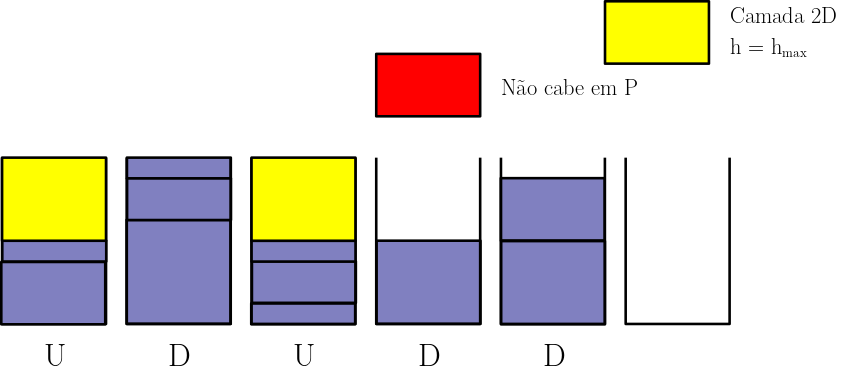 Camada 2D
h = hmax
Não cabe em P
U D U D D